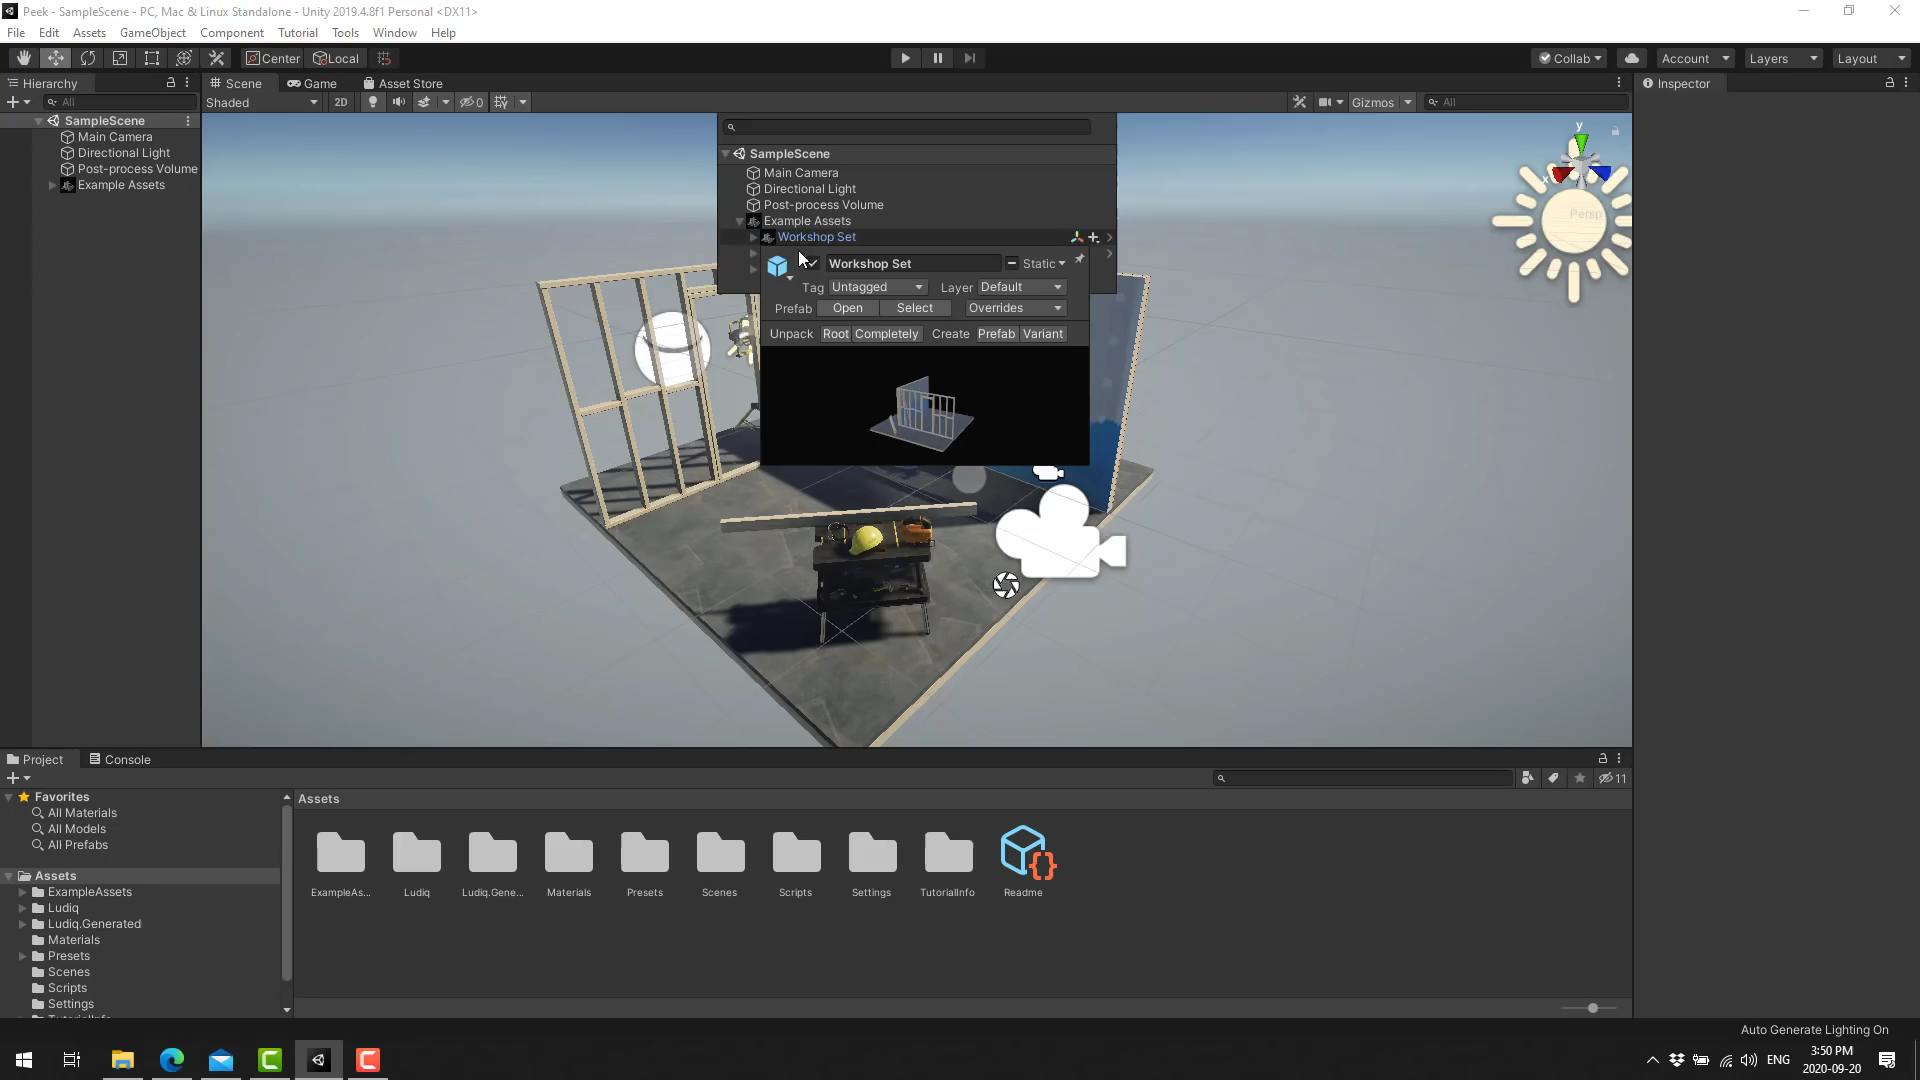 Peek - SampleScene - PC, Mac & Linux Standalone - Unity 2019.4.8f1 Personal <DX11>
File Edit Assets GameObject Component Tutorial Tools Window Help
Center Local Collab Account Layers Layout
Hierarchy Scene Game Asset Store Inspector
All Shaded 2D 0 Gizmos All
SampleScene
Main Camera
Directional Light
Post-process Volume
Example Assets
SampleScene
Main Camera
Directional Light
Post-process Volume
Example Assets
Workshop Set
Workshop Set Static
Tag Untagged Layer Default
Prefab Open Select Overrides
Unpack Root Completely Create Prefab Variant
y
x
Persp
Project Console
11
Favorites
All Materials
All Models
All Prefabs
Assets
ExampleAssets
Ludiq
Ludiq.Generated
Materials
Presets
Scenes
Scripts
Settings
Assets
ExampleAs... Ludiq Ludiq.Gene... Materials Presets Scenes Scripts Settings TutorialInfo Readme
Auto Generate Lighting On
ENG
3:50 PM
2020-09-20